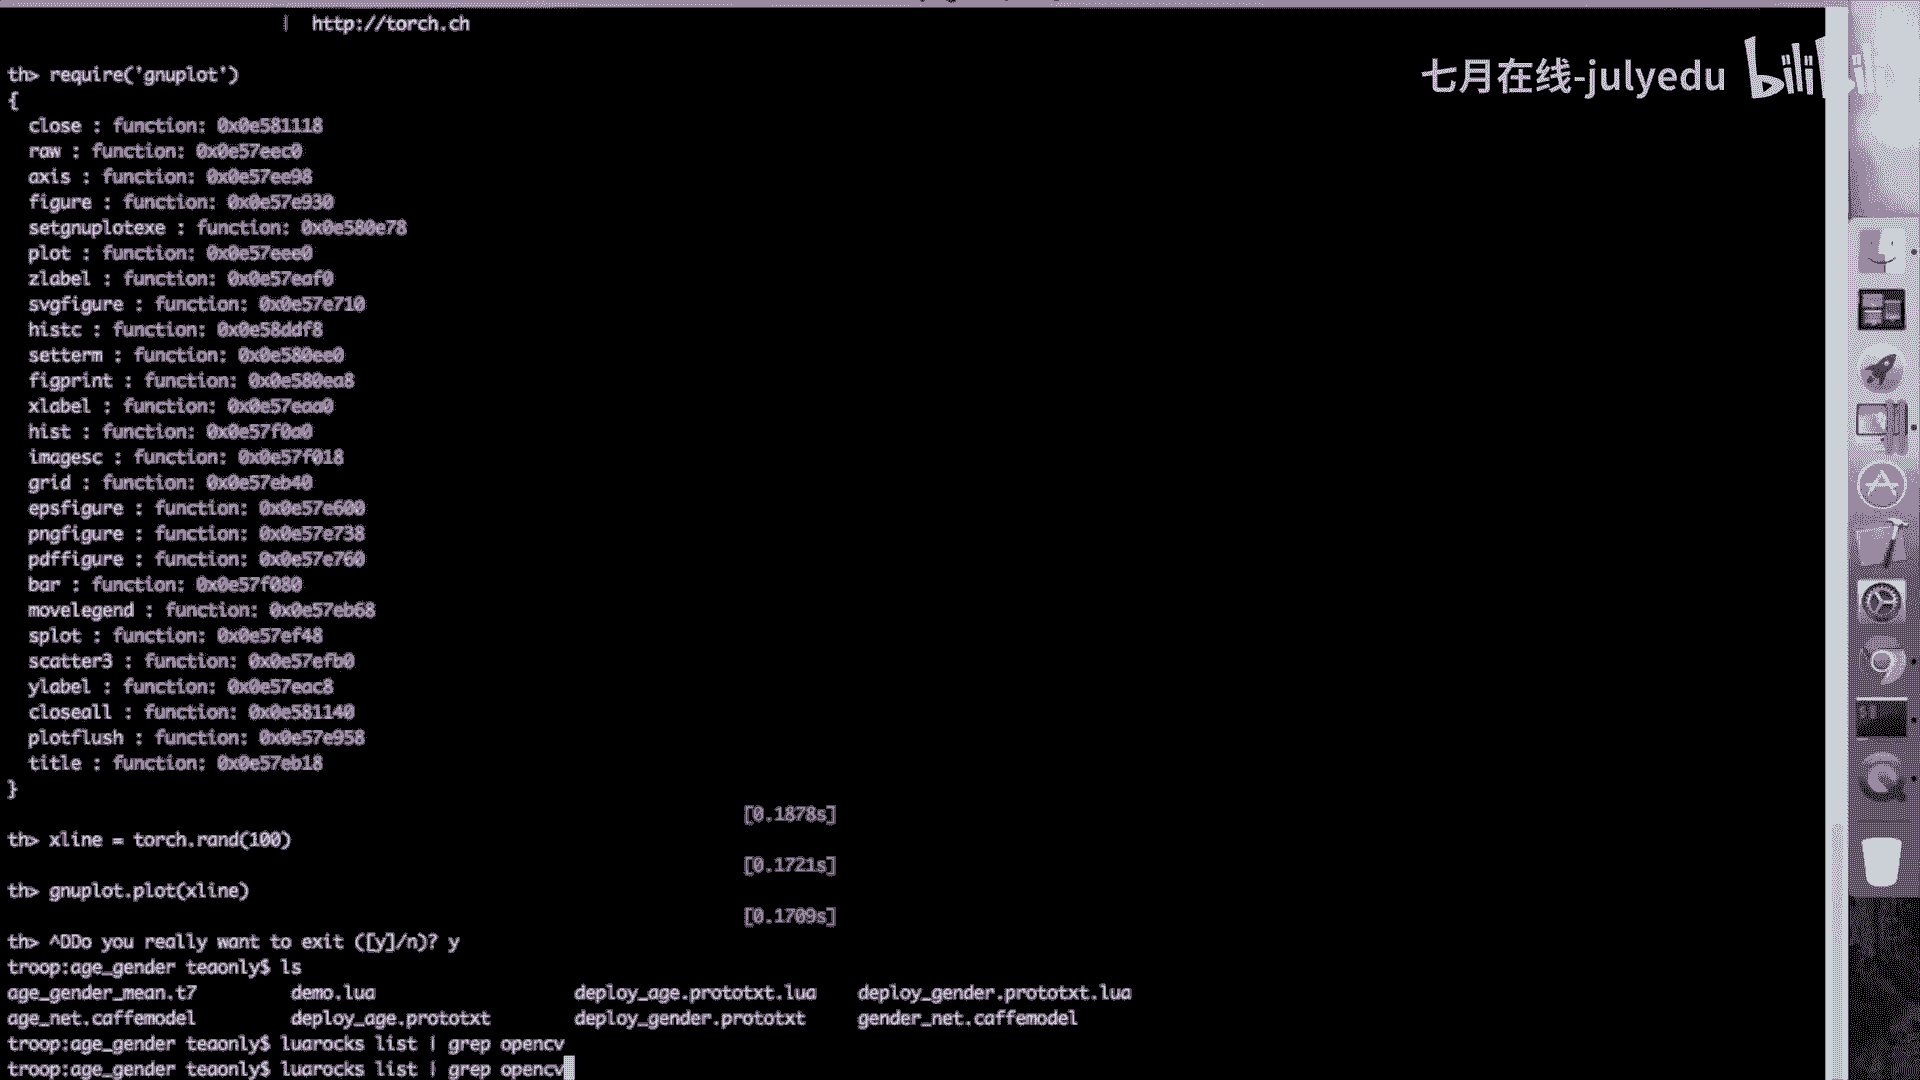 | http://torch.ch
七月在线-julyedu bilibili
th> require('gnuplot')
{
close : function: 0x0e581118
raw : function: 0x0e57eec0
axis : function: 0x0e57ee98
figure : function: 0x0e57e930
setgnuplotexe : function: 0x0e580e78
plot : function: 0x0e57eee0
zlabel : function: 0x0e57eaf0
svgfigure : function: 0x0e57e710
histc : function: 0x0e58ddf8
setterm : function: 0x0e580ee0
figprint : function: 0x0e580ea8
xlabel : function: 0x0e57eaa0
hist : function: 0x0e57f0a0
imagesc : function: 0x0e57f018
grid : function: 0x0e57eb40
epsfigure : function: 0x0e57e600
pngfigure : function: 0x0e57e738
pdffigure : function: 0x0e57e760
bar : function: 0x0e57f080
movelegend : function: 0x0e57eb68
splot : function: 0x0e57ef48
scatter3 : function: 0x0e57efb0
ylabel : function: 0x0e57eac8
closeall : function: 0x0e581140
plotflush : function: 0x0e57e958
title : function: 0x0e57eb18
}
[0.1878s]
th> xline = torch.rand(100)
[0.1721s]
th> gnuplot.plot(xline)
[0.1709s]
th> ^DDo you really want to exit ([y]/n)? y
troop:age_gender teaonly$ ls
age_gender_mean.t7 demo.lua deploy_age.prototxt.lua deploy_gender.prototxt.lua
age_net.caffemodel deploy_age.prototxt deploy_gender.prototxt gender_net.caffemodel
troop:age_gender teaonly$ luarocks list | grep opencv
troop:age_gender teaonly$ luarocks list | grep opencv